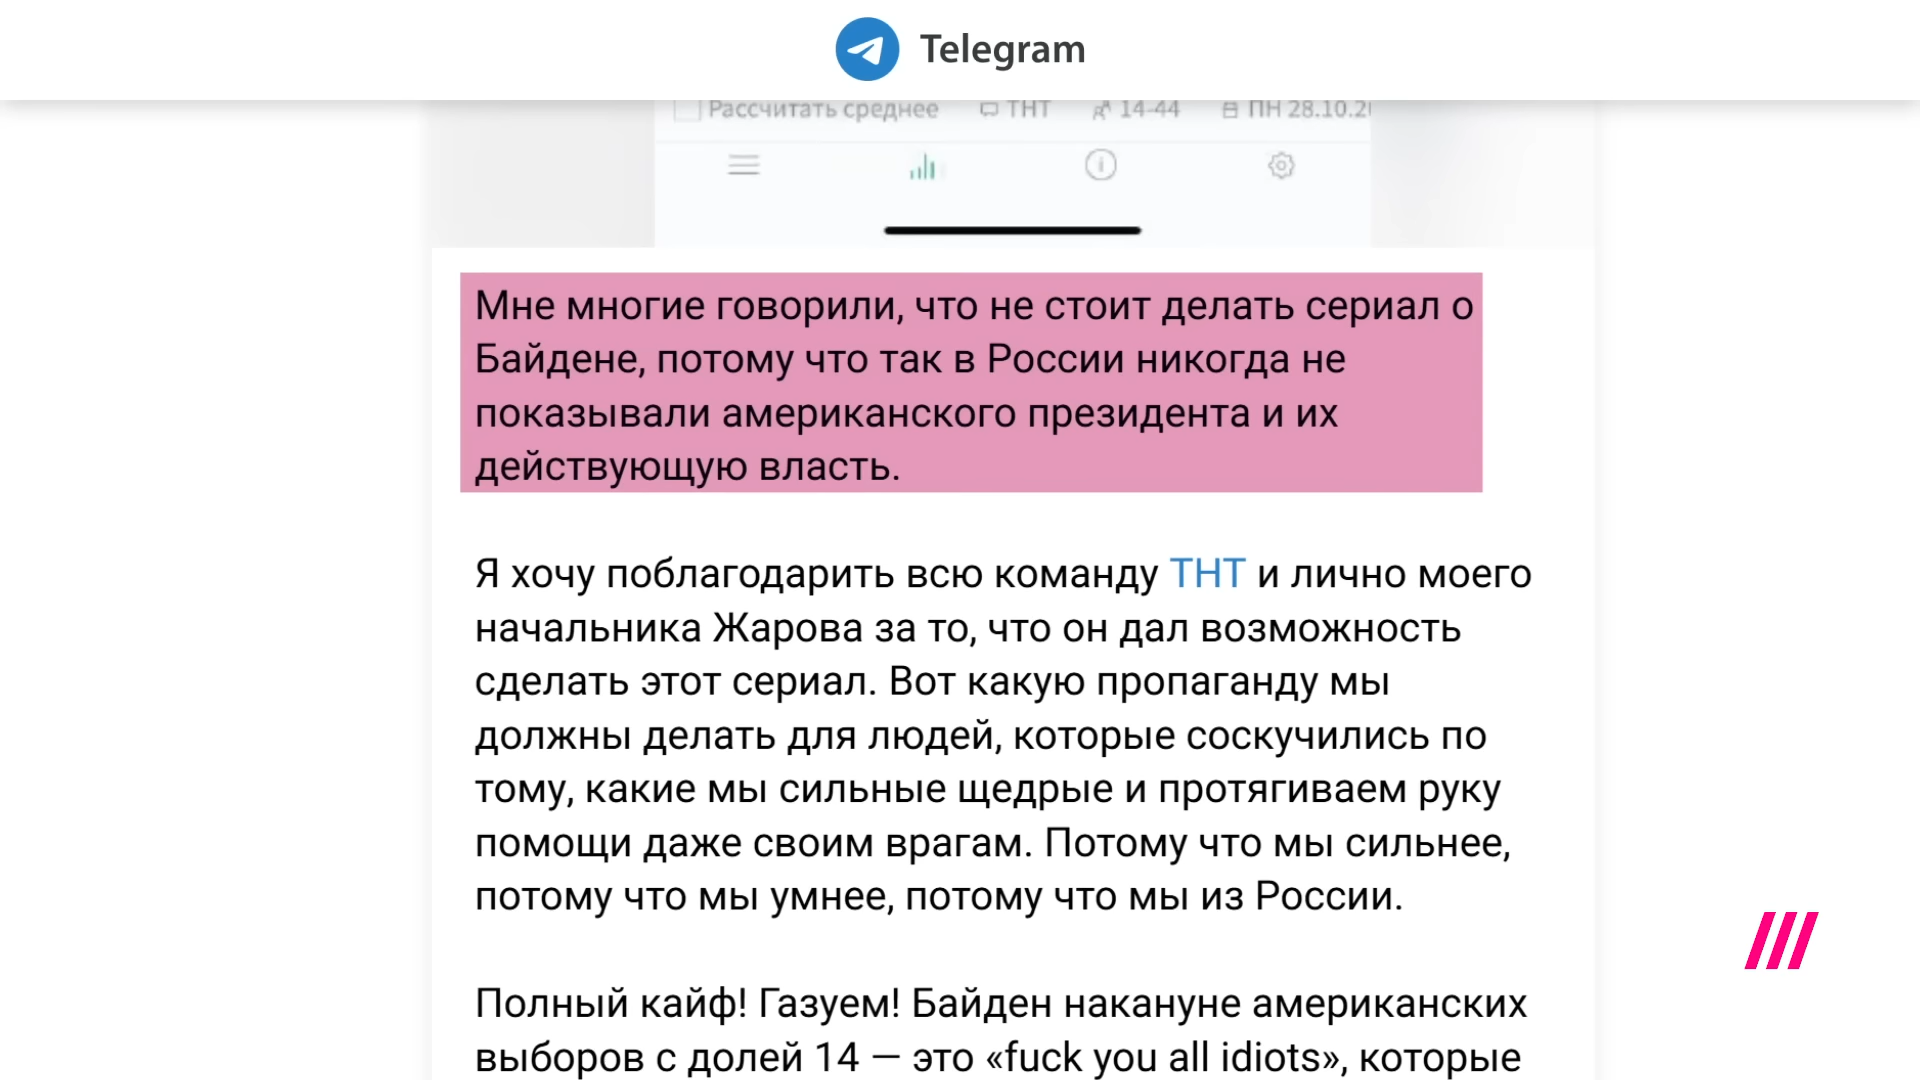 Telegram
Рассчитать среднее ТНТ 14-44 ПН 28.10.2
Мне многие говорили, что не стоит делать сериал о
Байдене, потому что так в России никогда не
показывали американского президента и их
действующую власть.
Я хочу поблагодарить всю команду ТНТ и лично моего
начальника Жарова за то, что он дал возможность
сделать этот сериал. Вот какую пропаганду мы
должны делать для людей, которые соскучились по
тому, какие мы сильные щедрые и протягиваем руку
помощи даже своим врагам. Потому что мы сильнее,
потому что мы умнее, потому что мы из России.
Полный кайф! Газуем! Байден накануне американских
выборов с долей 14 — это «fuck you all idiots», которые